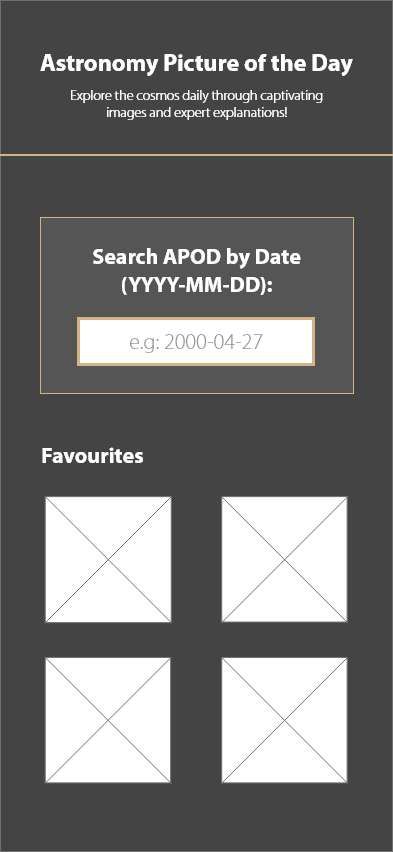 Astronomy Picture of the Day
Explore the cosmos daily through captivating
images and expert explanations!
Search APOD by Date
(YYYY-MM-DD):
e.g: 2000-04-27
Favourites